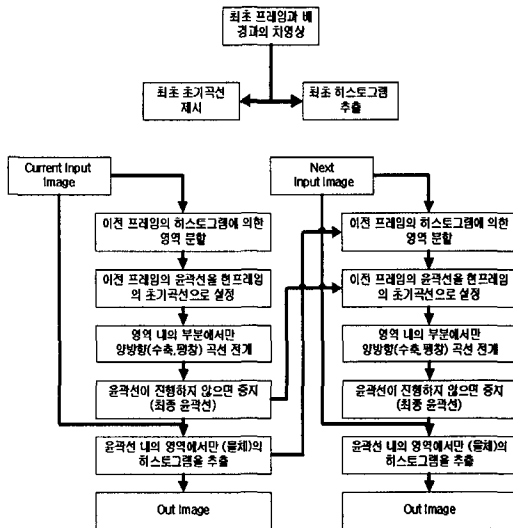 최초 프레임과 배
경과의 차영상
최초 초기곡선
제시
최초 히스토그램
추출
Current Input
Image
이전 프레임의 히스토그램에 의한
영역 분할
이전 프레임의 윤곽선을 현프레임
의 초기곡선으로 설정
영역 내의 부분에서만
양방향(수축,팽창) 곡선 전개
윤곽선이 진행하지 않으면 중지
(최종 윤곽선)
윤곽선 내의 영역에서만 (물체)의
히스토그램을 추출
Out Image
Next
Input Image
이전 프레임의 히스토그램에 의한
영역 분할
이전 프레임의 윤곽선을 현프레임
의 초기곡선으로 설정
영역 내의 부분에서만
양방향(수축,팽창) 곡선 전개
윤곽선이 진행하지 않으면 중지
(최종 윤곽선)
윤곽선 내의 영역에서만 (물체)의
히스토그램을 추출
Out Image